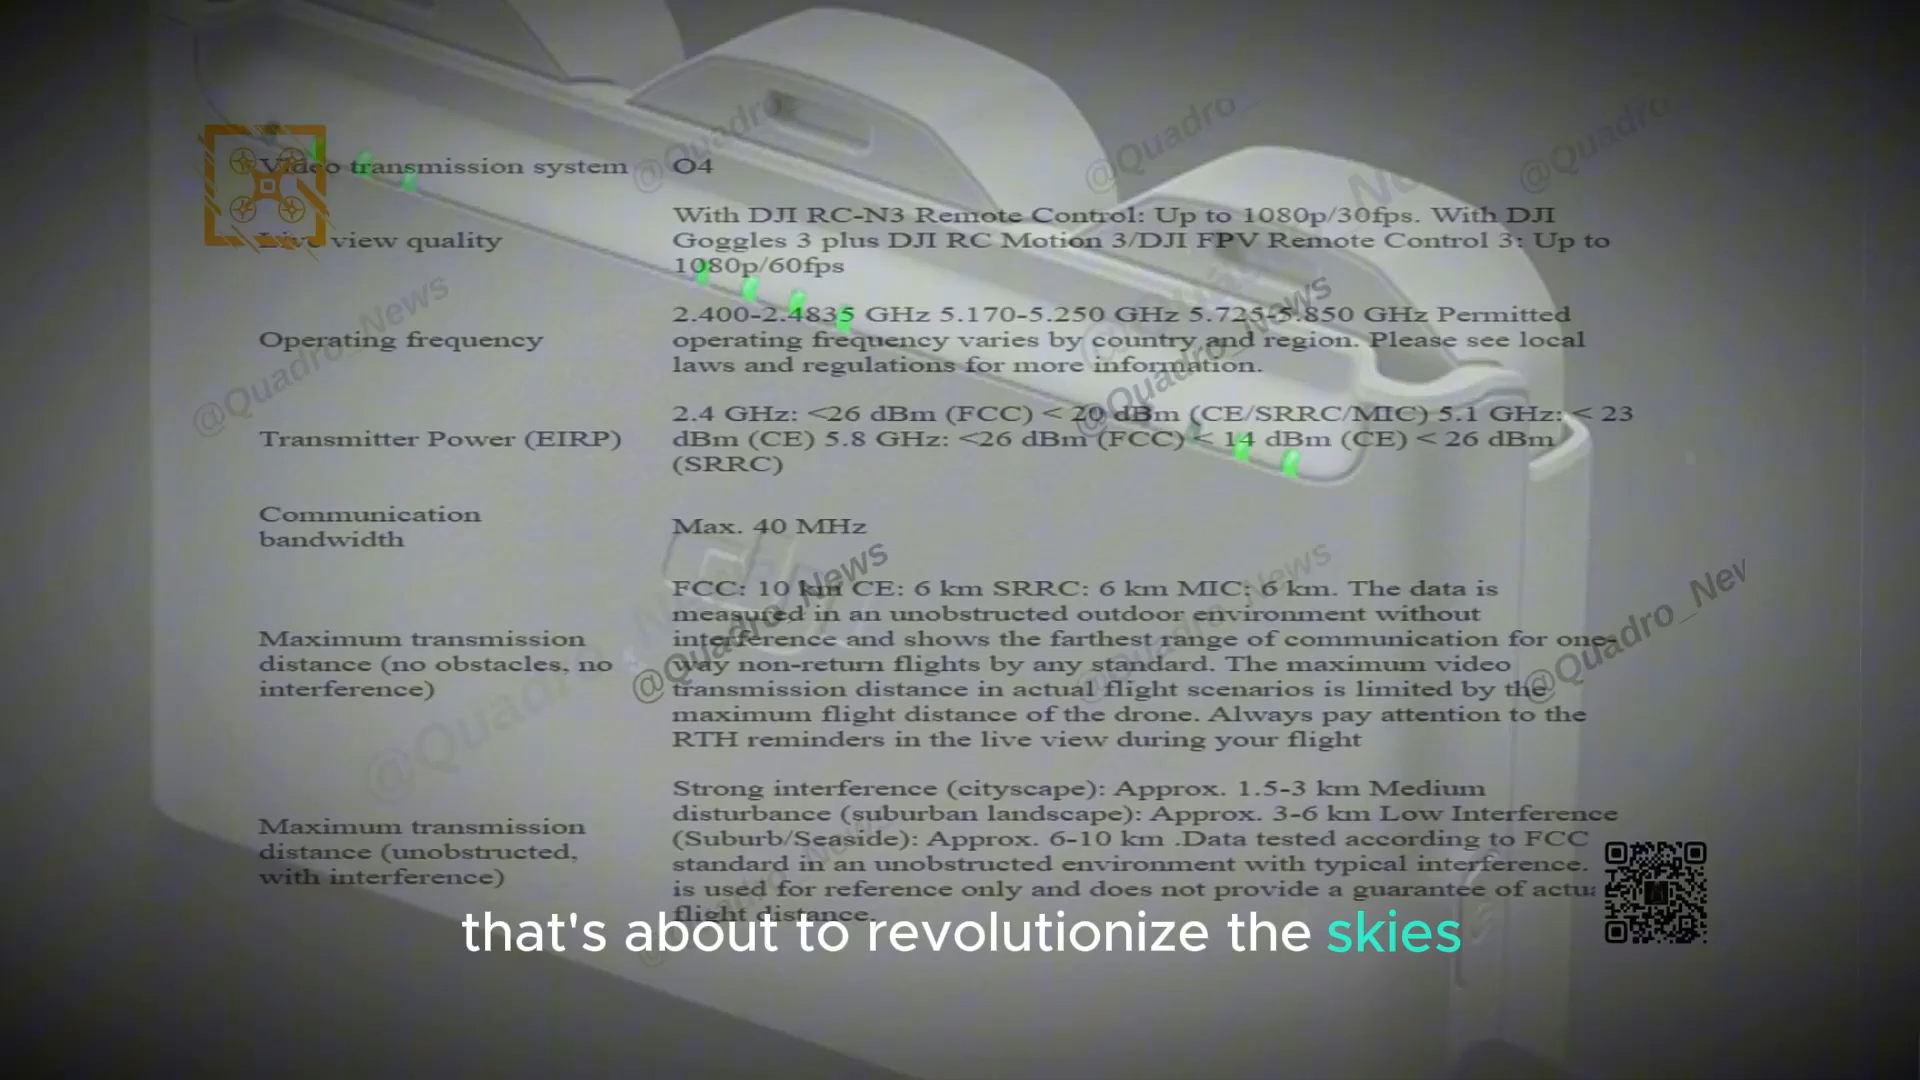 Video transmission system O4
With DJI RC-N3 Remote Control: Up to 1080p/30fps. With DJI
Live view quality Goggles 3 plus DJI RC Motion 3/DJI FPV Remote Control 3: Up to
1080p/60fps
2.400-2.4835 GHz 5.170-5.250 GHz 5.725-5.850 GHz Permitted
Operating frequency operating frequency varies by country and region. Please see local
laws and regulations for more information.
2.4 GHz: <26 dBm (FCC) < 20 dBm (CE/SRRC/MIC) 5.1 GHz: < 23
Transmitter Power (EIRP) dBm (CE) 5.8 GHz: <26 dBm (FCC) < 14 dBm (CE) < 26 dBm
(SRRC)
Communication
bandwidth
Max. 40 MHz
FCC: 10 km CE: 6 km SRRC: 6 km MIC: 6 km. The data is
measured in an unobstructed outdoor environment without
Maximum transmission interference and shows the farthest range of communication for one-
distance (no obstacles, no way non-return flights by any standard. The maximum video
interference) transmission distance in actual flight scenarios is limited by the
maximum flight distance of the drone. Always pay attention to the
RTH reminders in the live view during your flight
Strong interference (cityscape): Approx. 1.5-3 km Medium
disturbance (suburban landscape): Approx. 3-6 km Low Interference
Maximum transmission (Suburb/Seaside): Approx. 6-10 km .Data tested according to FCC
distance (unobstructed, standard in an unobstructed environment with typical interference.
with interference) is used for reference only and does not provide a guarantee of actua
flight distance.
that's about to revolutionize the skies
@Quadro_News
@Quadro_News
@Quadro_News
@Quadro_News